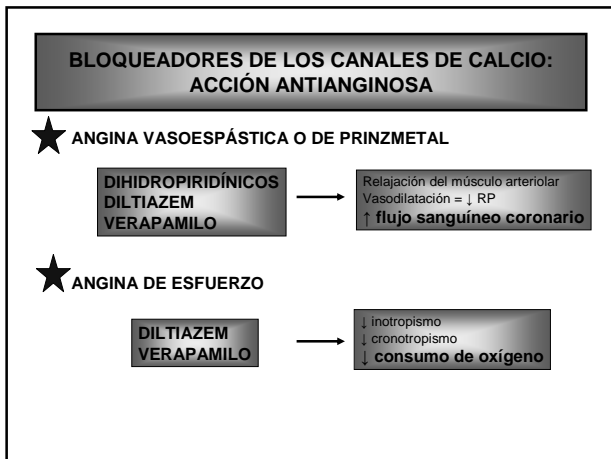 BLOQUEADORES DE LOS CANALES DE CALCIO:
ACCIÓN ANTIANGINOSA
ANGINA VASOESPÁSTICA O DE PRINZMETAL
DIHIDROPIRIDÍNICOS
DILTIAZEM
VERAPAMILO
Relajación del músculo arteriolar
Vasodilatación = ↓ RP
↑ flujo sanguíneo coronario
ANGINA DE ESFUERZO
DILTIAZEM
VERAPAMILO
↓ inotropismo
↓ cronotropismo
↓ consumo de oxígeno